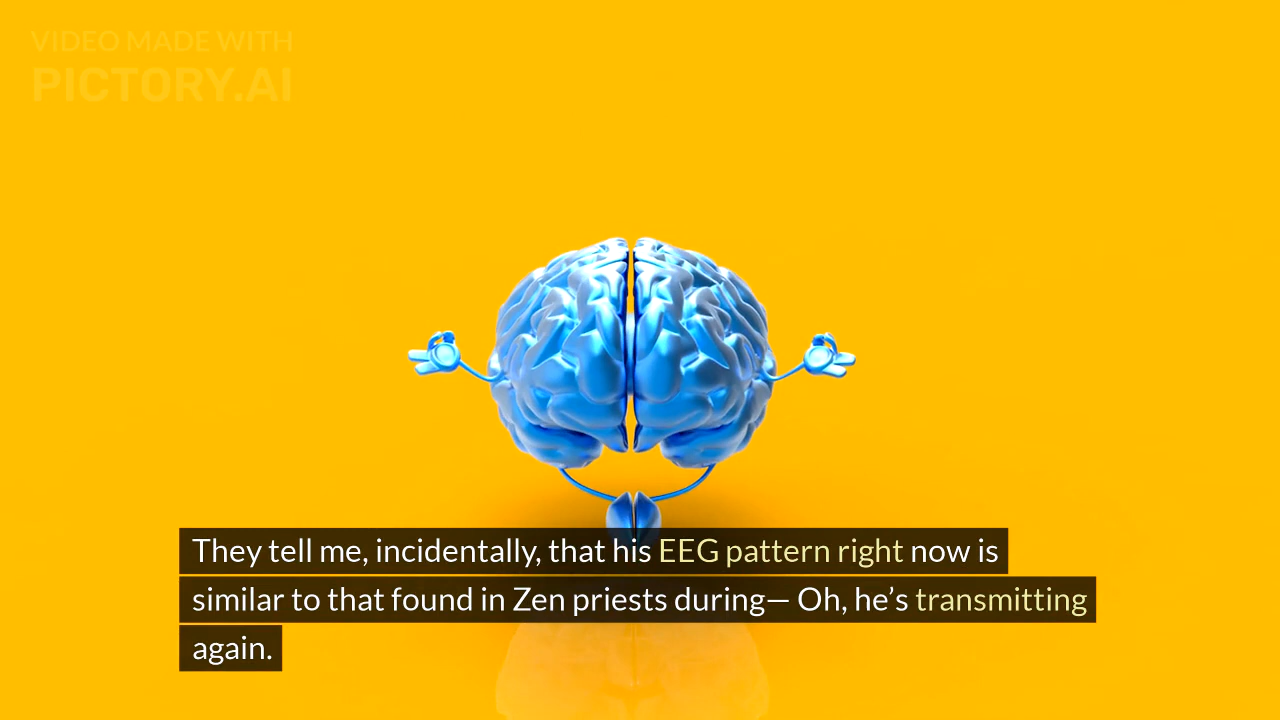 VIDEO MADE WITH
PICTORY.AI
They tell me, incidentally, that his EEG pattern right now is
similar to that found in Zen priests during— Oh, he’s transmitting
again.